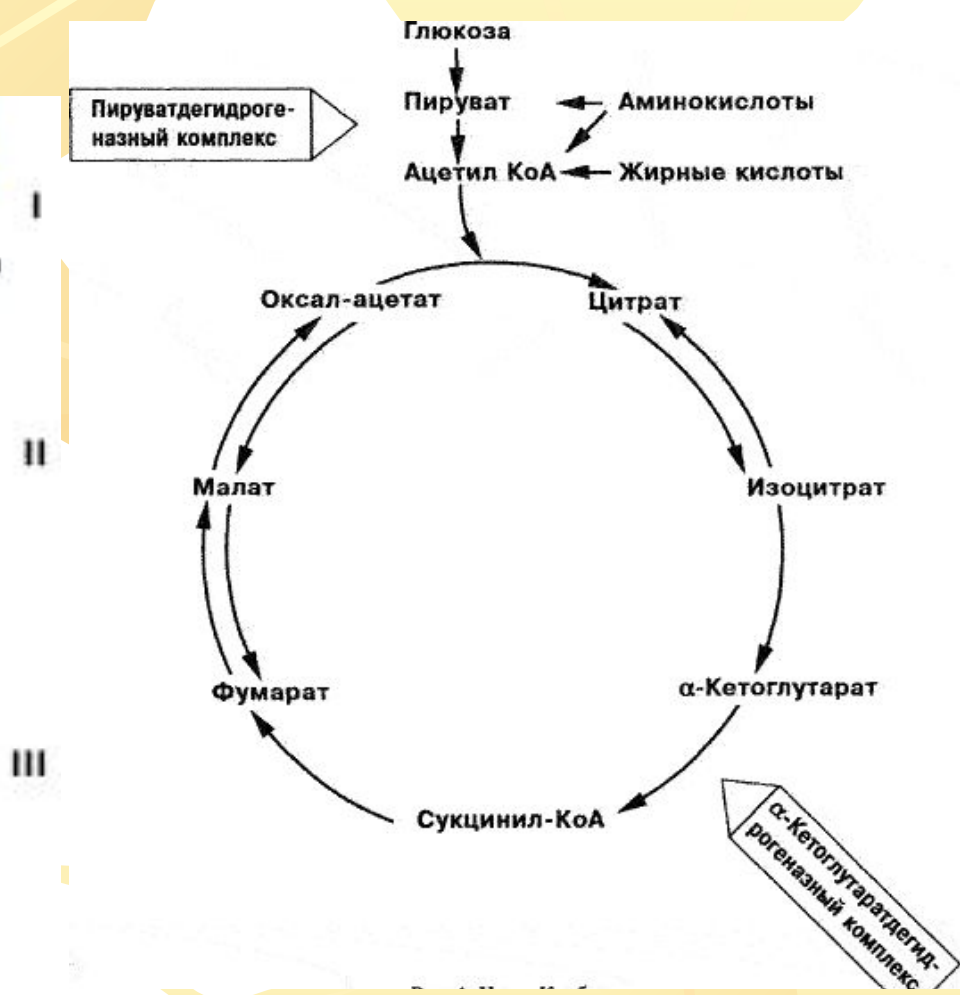 Глюкоза
Пируватдегидроге-
назный комплекс
Пируват
Аминокислоты
Ацетил КоА
Жирные кислоты
I
Оксал-ацетат
Цитрат
II
Малат
Изоцитрат
Фумарат
α-Кетоглутарат
III
Сукцинил-КоА
α-Кетоглутаратдегид-
рогеназный комплекс